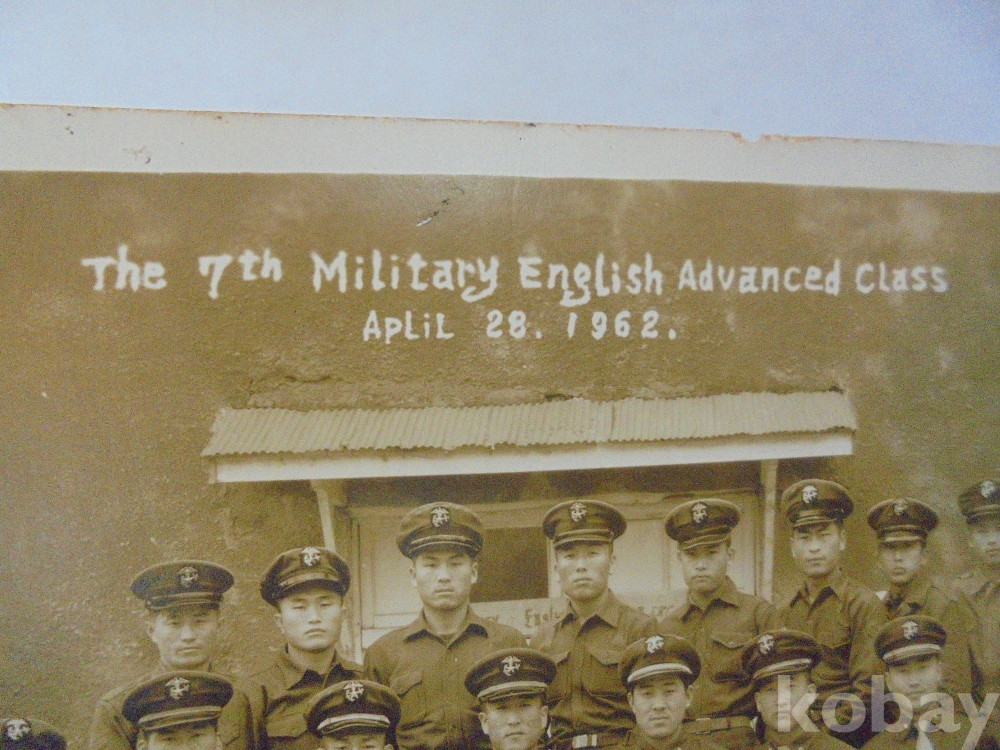 The 7th Military English Advanced Class
ApLiL 28. 1962.
kobay